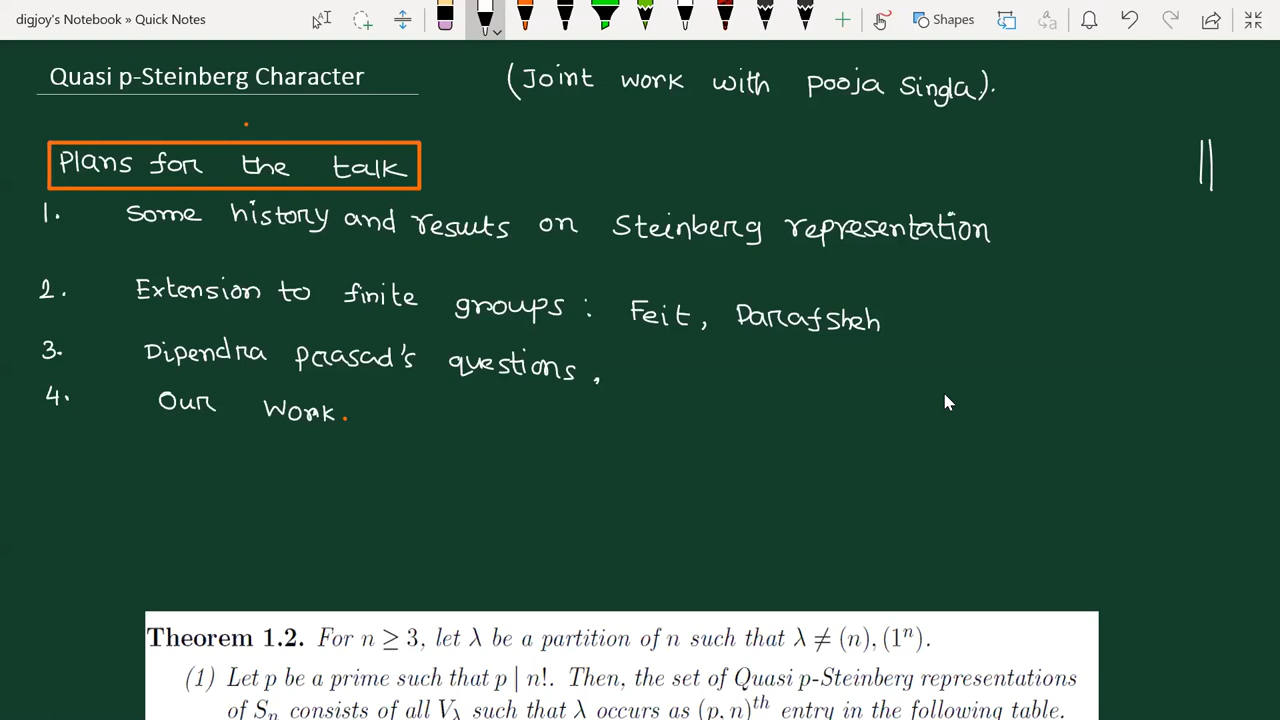 digjoy's Notebook » Quick Notes
Shapes
Quasi p-Steinberg Character
(Joint work with Pooja Singla).
Plans for the talk
1. Some history and results on Steinberg representation
2. Extension to finite groups: Feit, Darafsheh
3. Dipendra Prasad's questions.
4. Our Work.
Theorem 1.2. For n ≥ 3, let λ be a partition of n such that λ ≠ (n), (1ⁿ).
(1) Let p be a prime such that p | n!. Then, the set of Quasi p-Steinberg representations
of Sₙ consists of all V_λ such that λ occurs as (p, n)ᵗʰ entry in the following table.